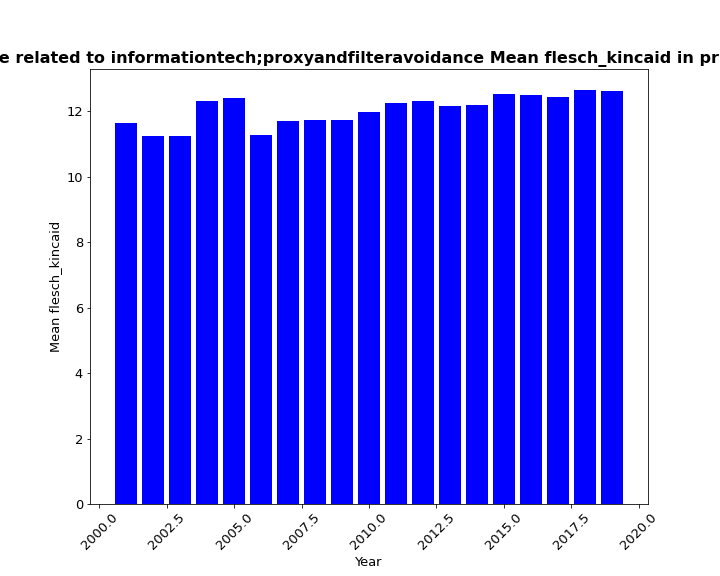 e related to informationtech;proxyandfilteravoidance Mean flesch_kincaid in pr
12
10
8
6
4
2
0
Mean flesch_kincaid
2000.0 2002.5 2005.0 2007.5 2010.0 2012.5 2015.0 2017.5 2020.0
Year